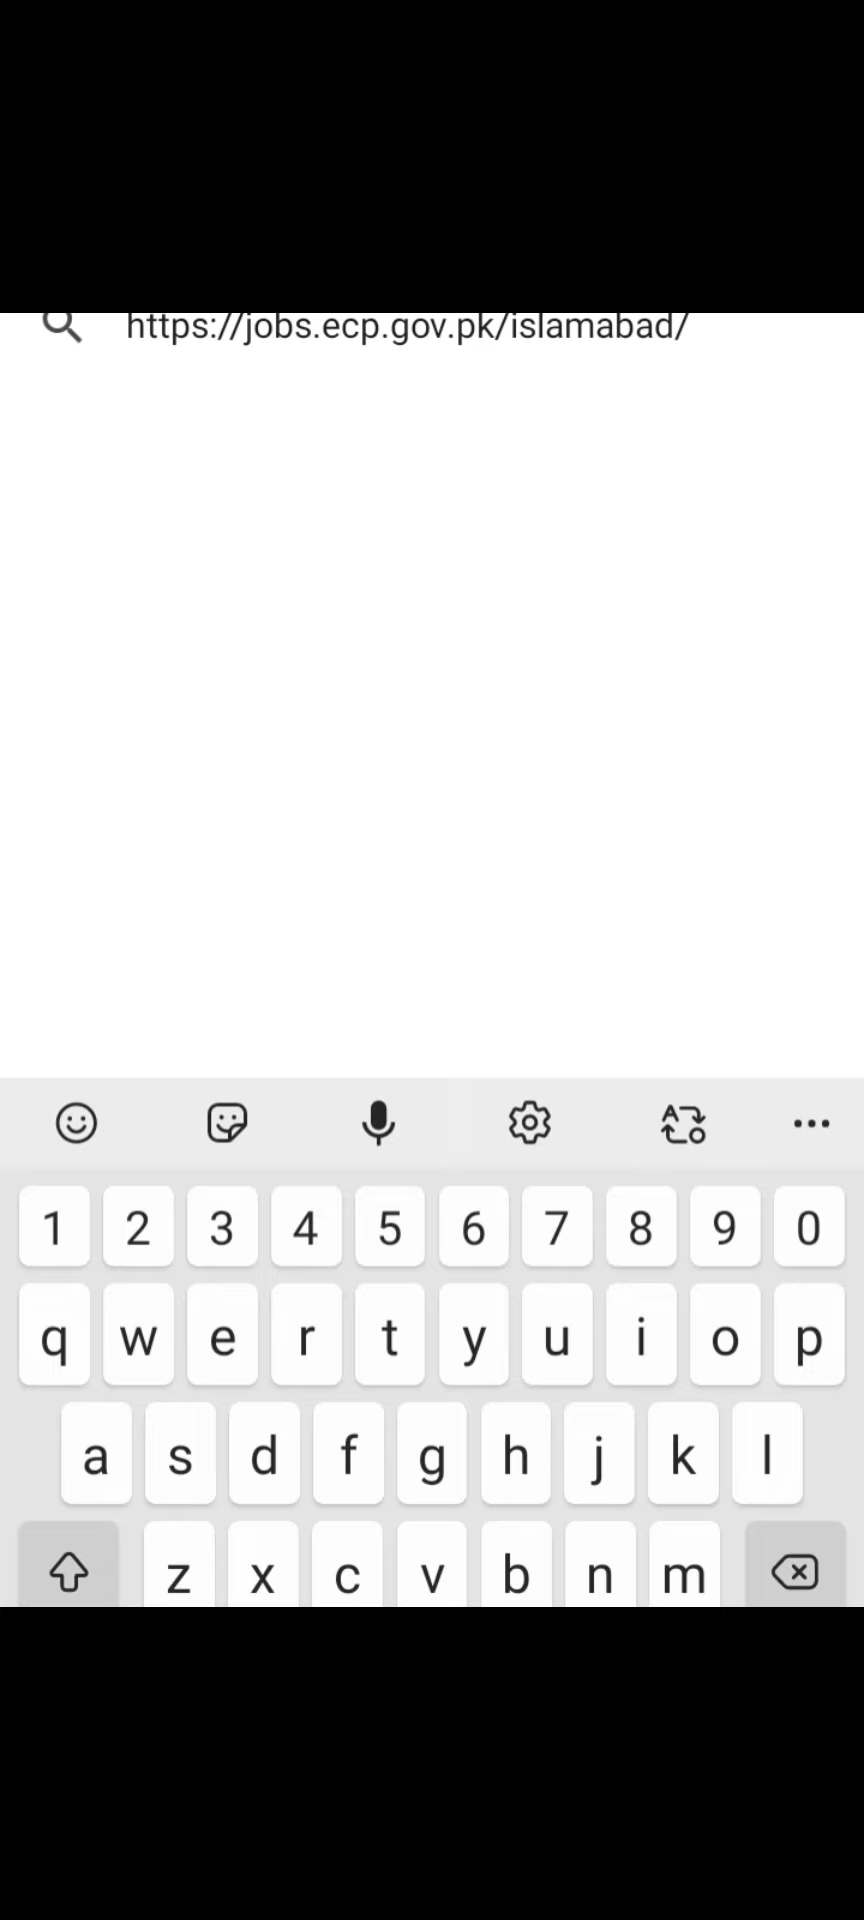 https://jobs.ecp.gov.pk/islamabad/
1 2 3 4 5 6 7 8 9 0
q w e r t y u i o p
a s d f g h j k l
z x c v b n m